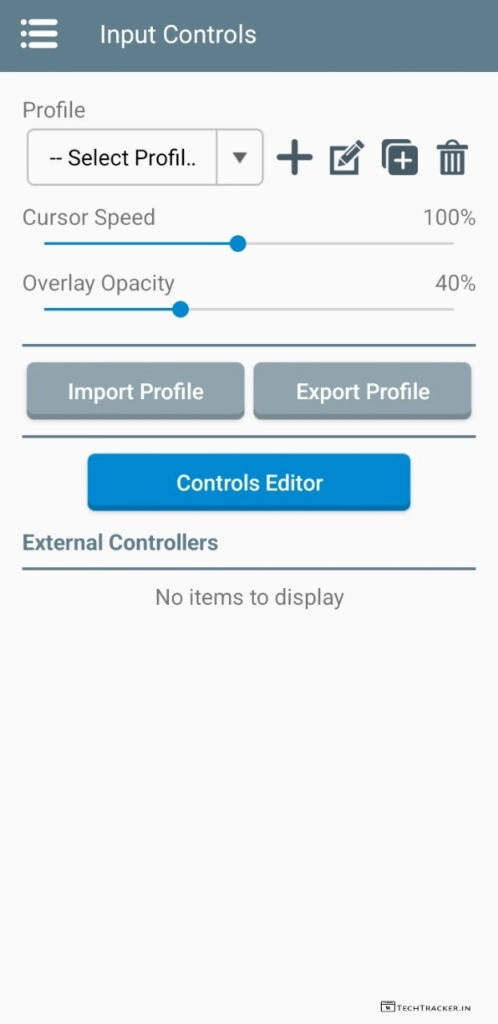 Input Controls
Profile
-- Select Profil..
Cursor Speed 100%
Overlay Opacity 40%
Import Profile Export Profile
Controls Editor
External Controllers
No items to display
TECHTRACKER.IN